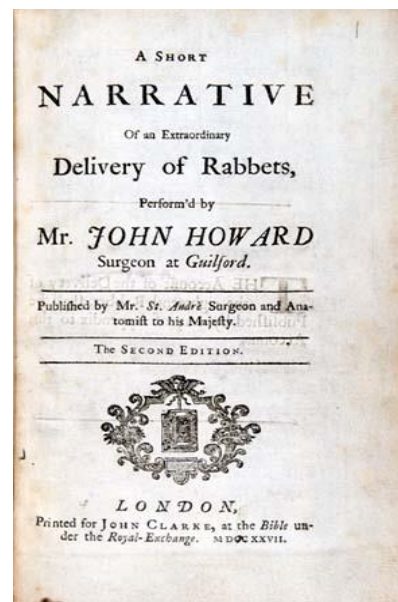 A SHORT
NARRATIVE
Of an Extraordinary
Delivery of Rabbets,
Perform'd by
Mr. JOHN HOWARD
Surgeon at Guilford.
Publiſhed by Mr. St. Andrè Surgeon and Ana-
tomiſt to his Majeſty.
The SECOND EDITION.
LONDON,
Printed for JOHN CLARKE, at the Bible un-
der the Royal-Exchange. MDCCXXVII.